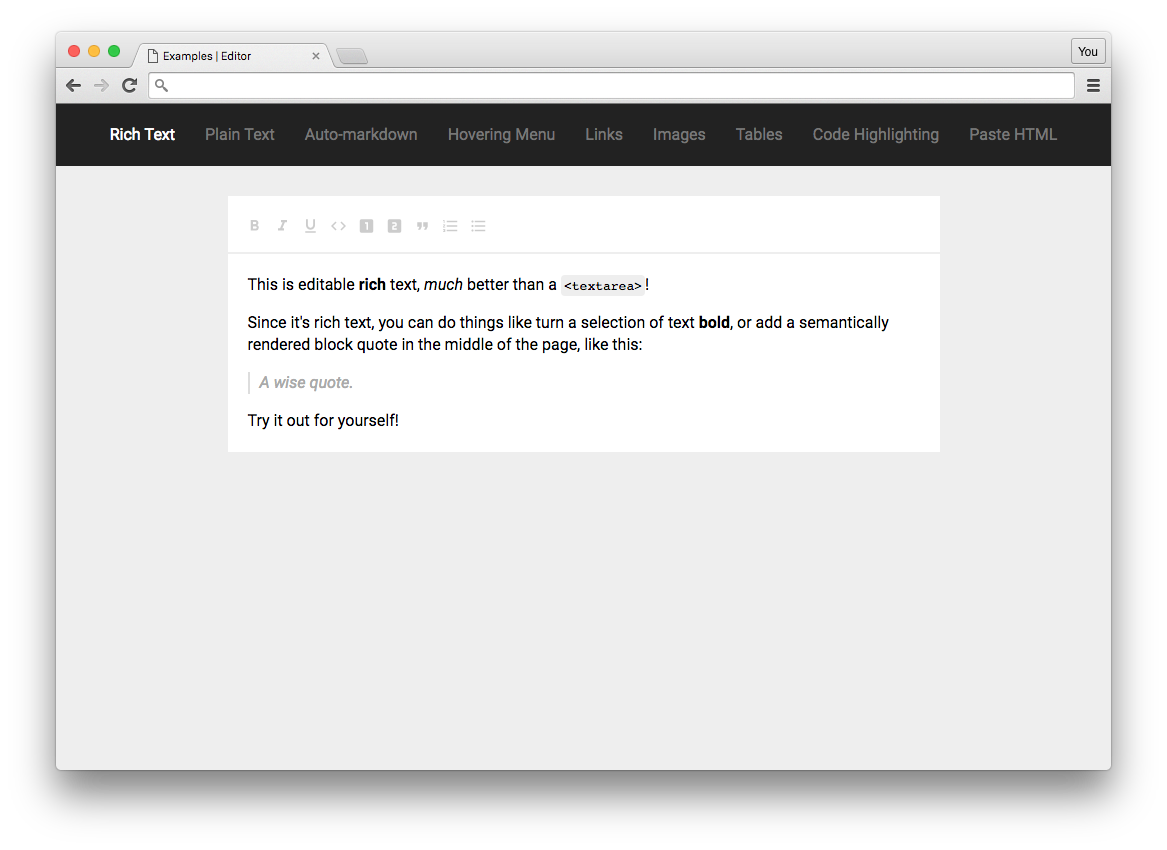 Examples | Editor
You
Rich Text Plain Text Auto-markdown Hovering Menu Links Images Tables Code Highlighting Paste HTML
B I U <> 1 2 ”
This is editable rich text, much better than a <textarea>!
Since it's rich text, you can do things like turn a selection of text bold, or add a semantically
rendered block quote in the middle of the page, like this:
A wise quote.
Try it out for yourself!